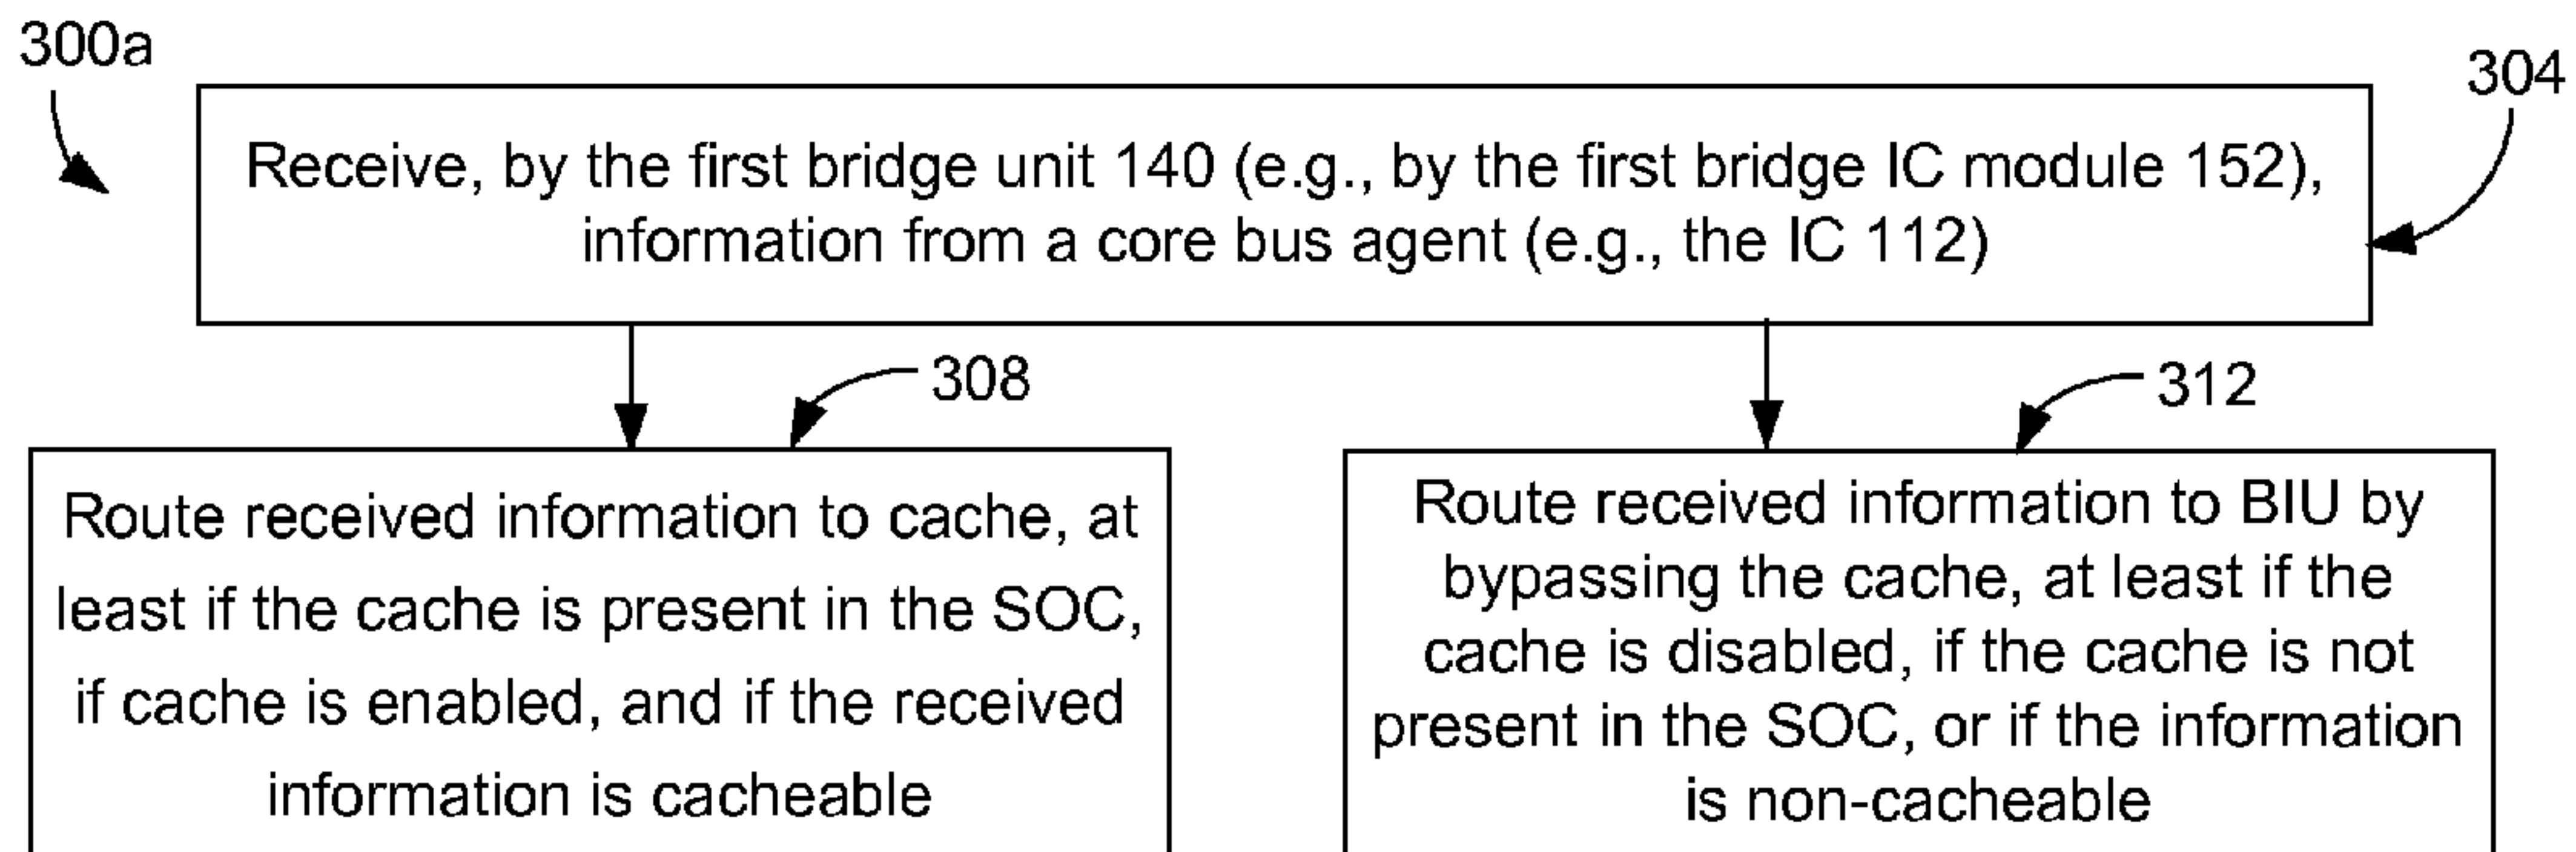 300a
304
Receive, by the first bridge unit 140 (e.g., by the first bridge IC module 152),
information from a core bus agent (e.g., the IC 112)
308
312
Route received information to cache, at
least if the cache is present in the SOC,
if cache is enabled, and if the received
information is cacheable
Route received information to BIU by
bypassing the cache, at least if the
cache is disabled, if the cache is not
present in the SOC, or if the information
is non-cacheable